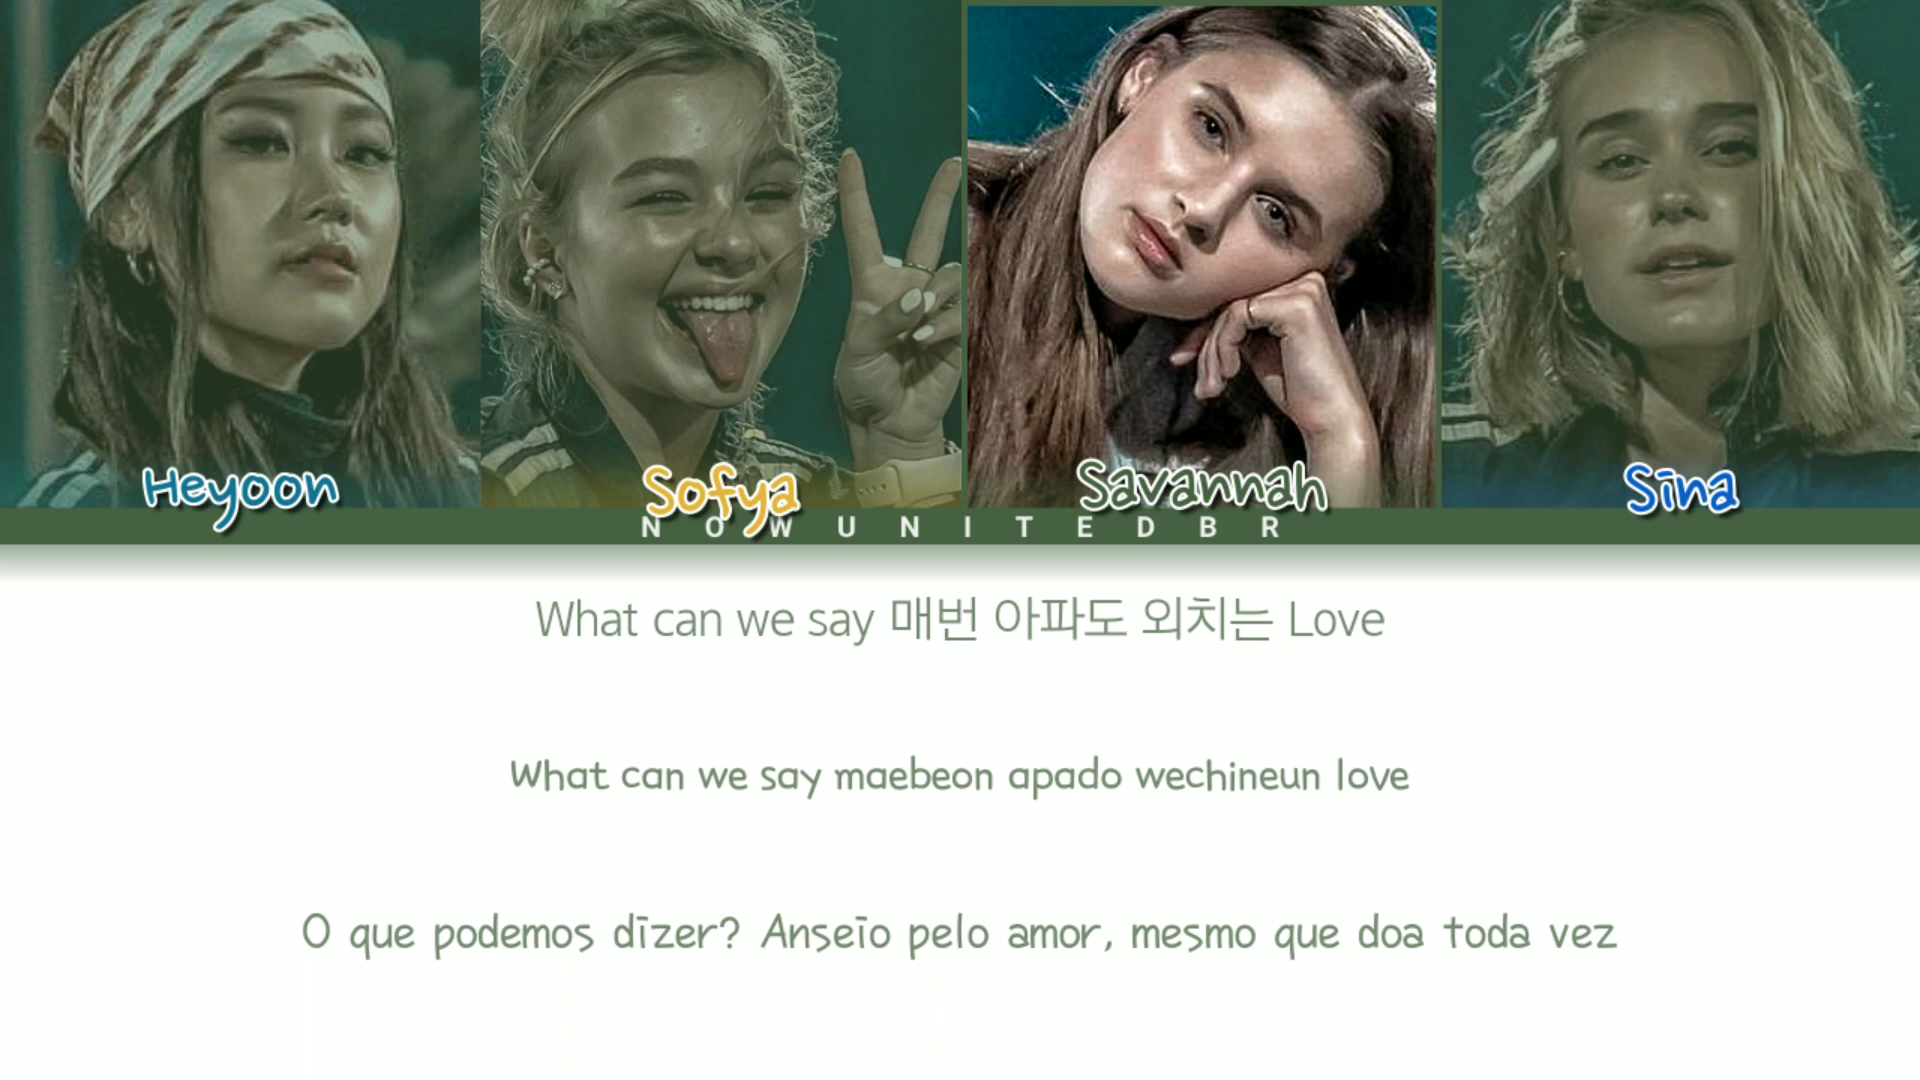 Heyoon
Sofya
Savannah
Sina
NOWUNITEDBR
What can we say 매번 아파도 외치는 Love
What can we say maebeon apado wechineun love
O que podemos dizer? Anseio pelo amor, mesmo que doa toda vez